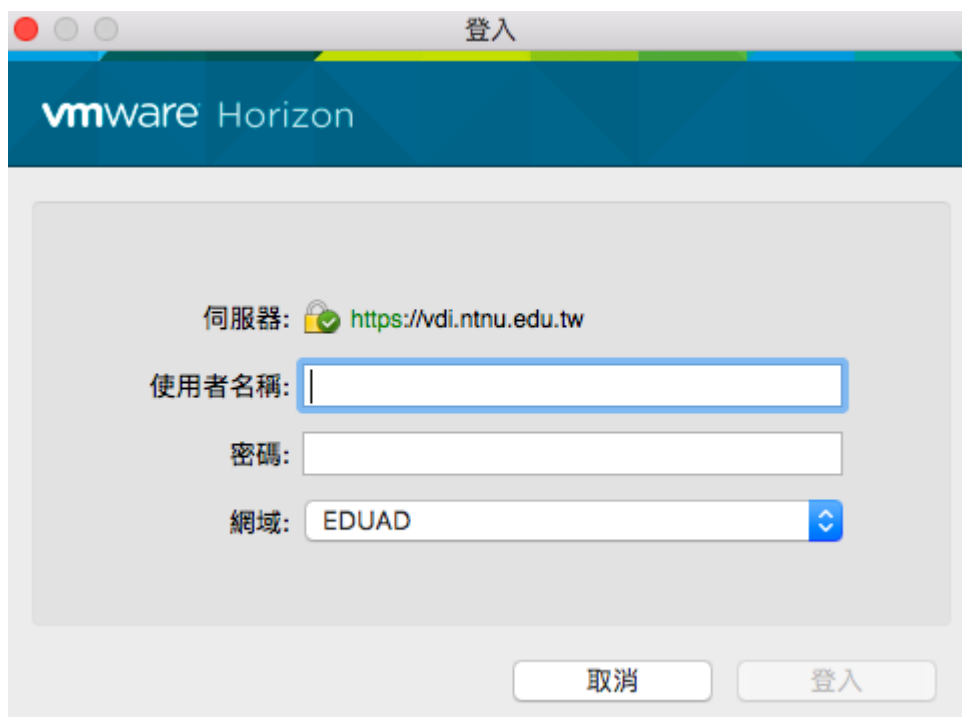 登入
vmware Horizon
伺服器: https://vdi.ntnu.edu.tw
使用者名稱:
密碼:
網域: EDUAD
取消 登入